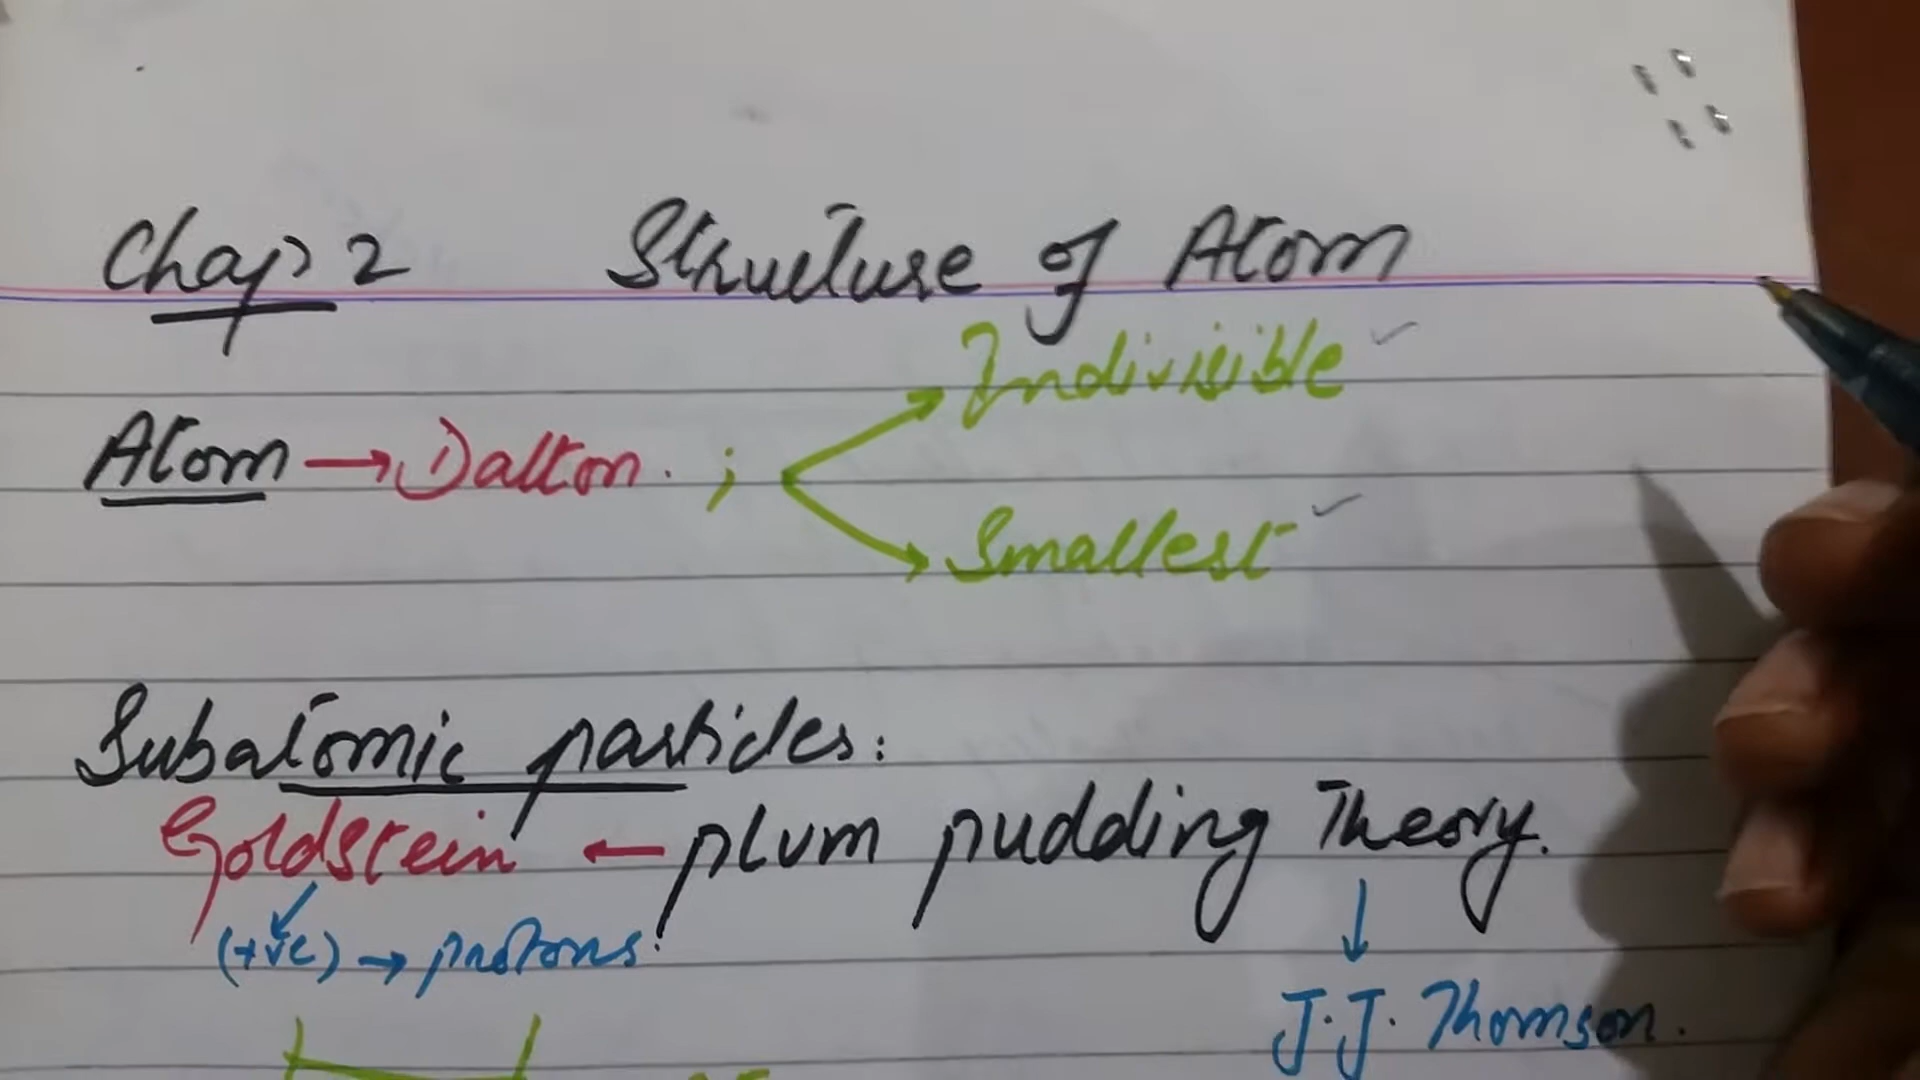 Chap 2 Structure of Atom
Indivisible ✓
Atom → Dalton. ;
Smallest ✓
Subatomic particles:
Goldstein ← plum pudding Theory.
(+ve) → protons.
J.J. Thomson.